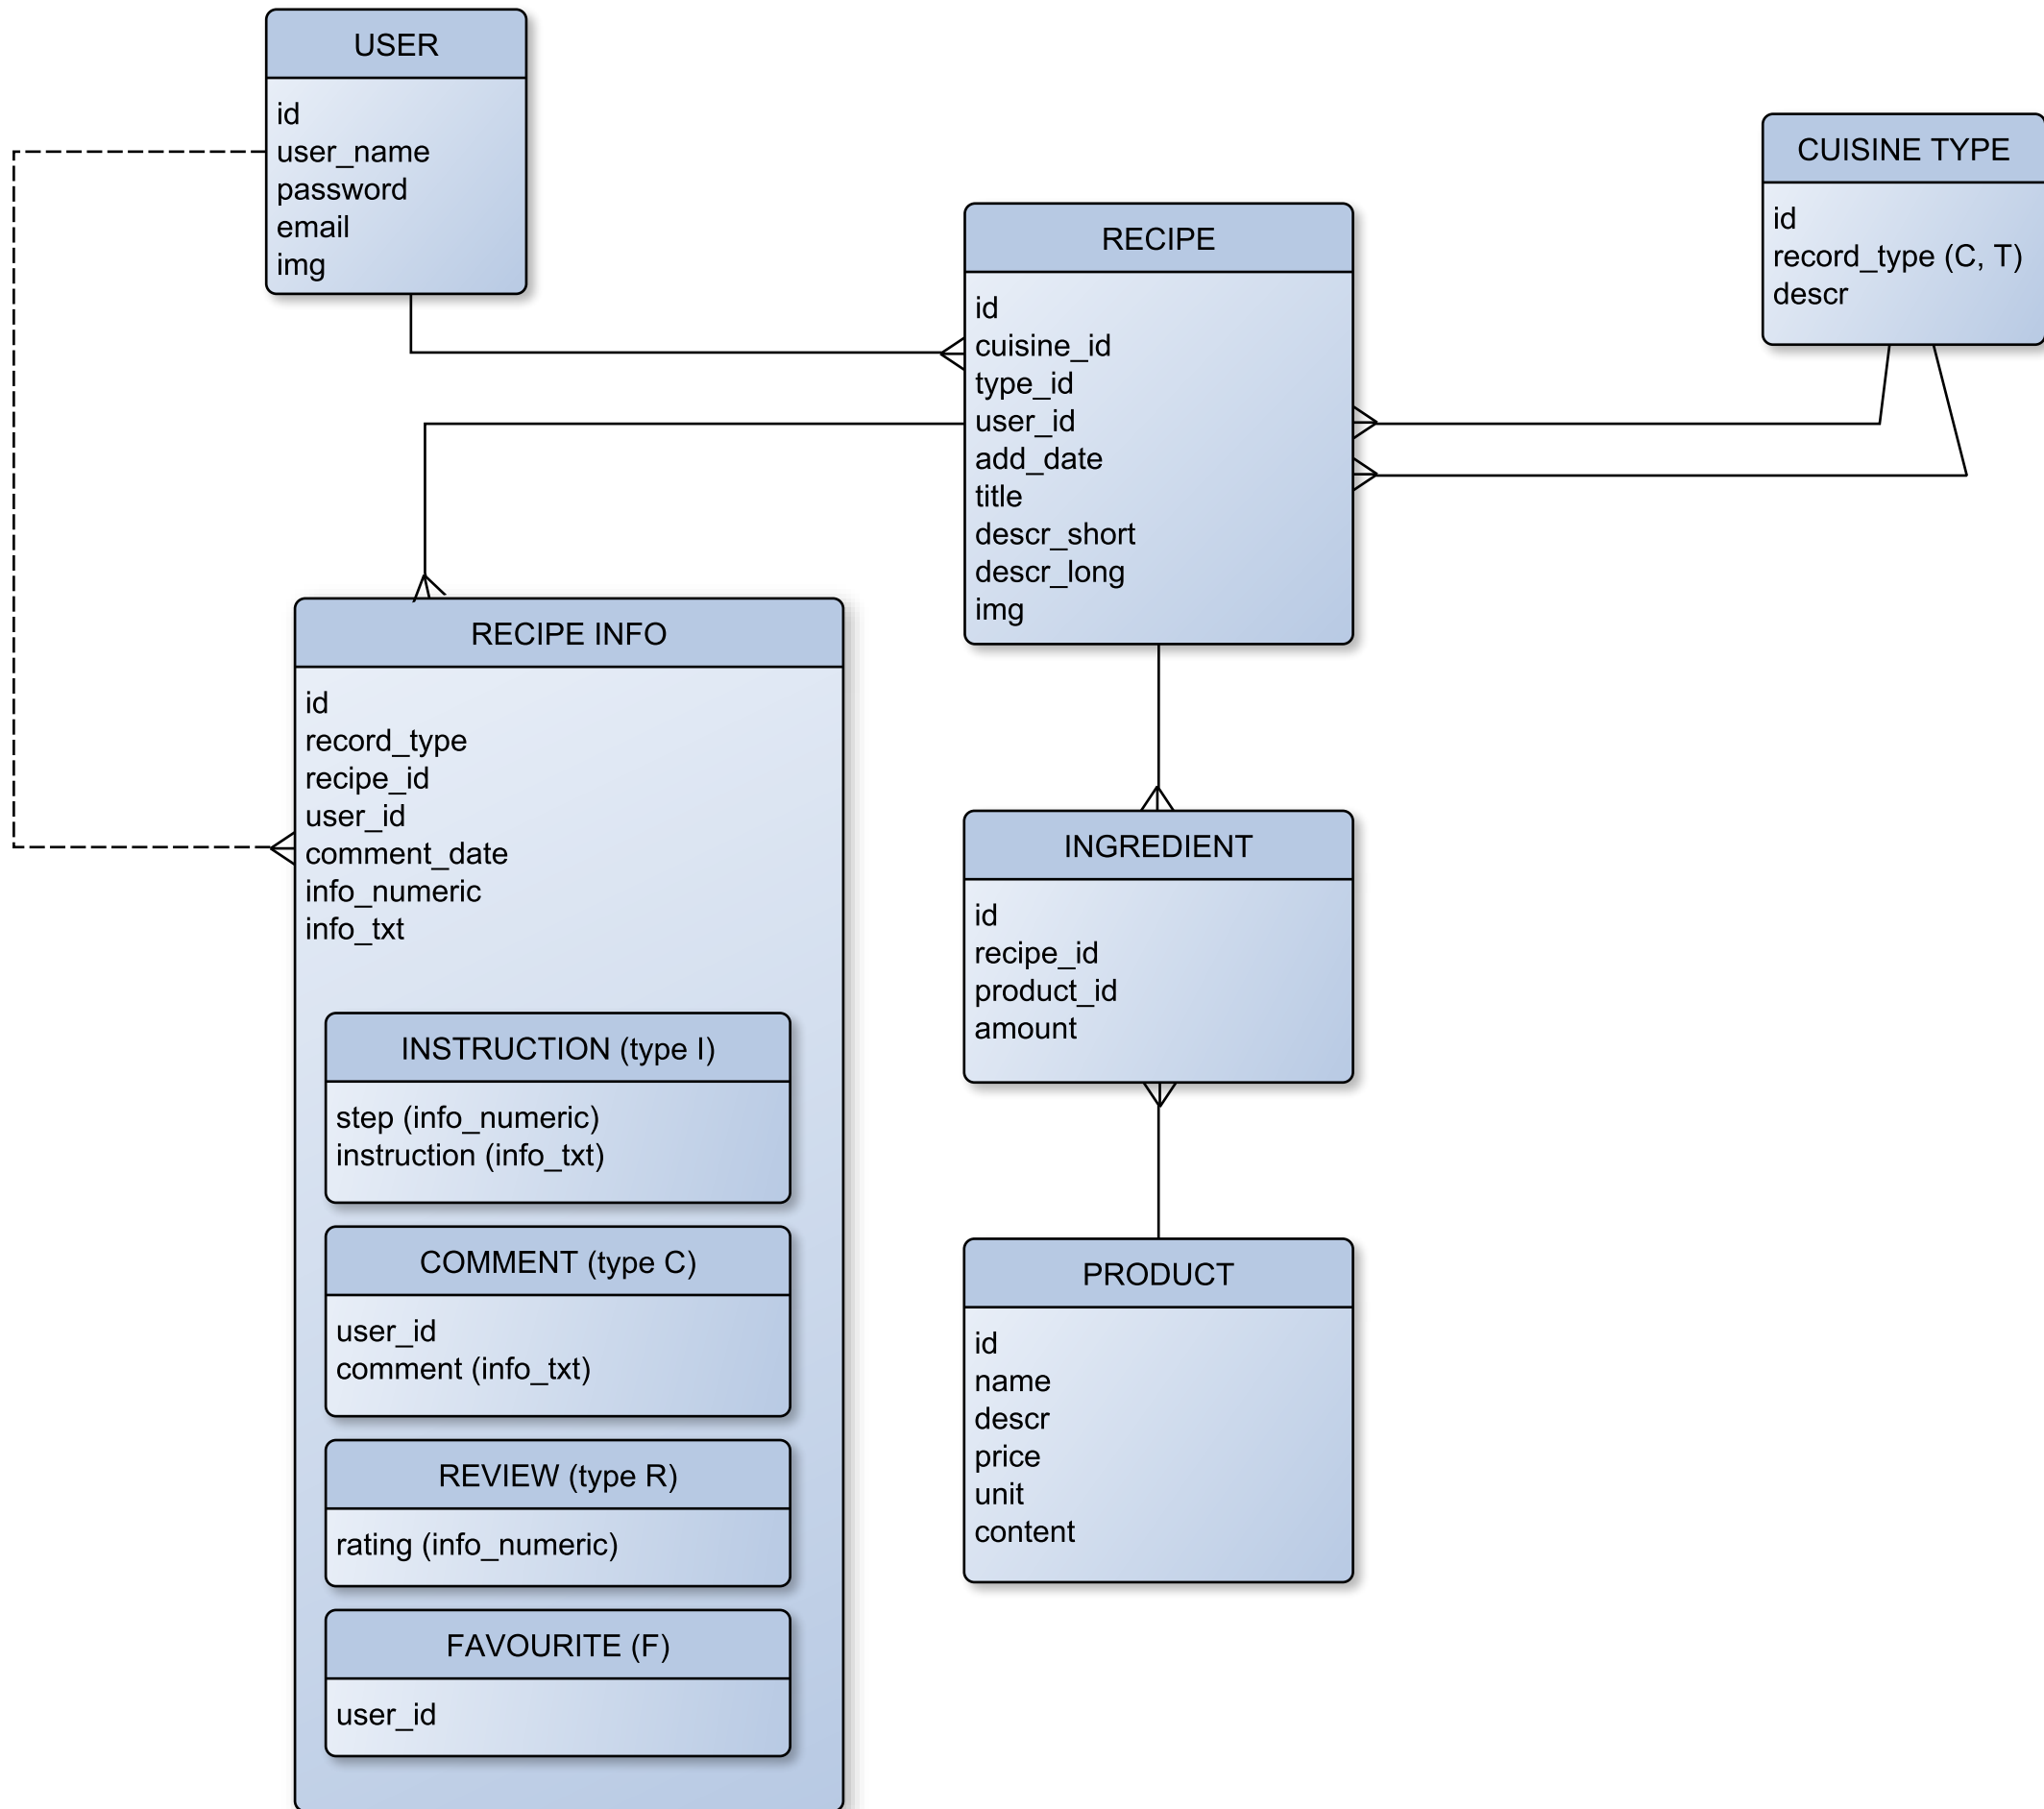 USER
id
user_name
password
email
img
CUISINE TYPE
id
record_type (C, T)
descr
RECIPE
id
cuisine_id
type_id
user_id
add_date
title
descr_short
descr_long
img
RECIPE INFO
id
record_type
recipe_id
user_id
comment_date
info_numeric
info_txt
INSTRUCTION (type I)
step (info_numeric)
instruction (info_txt)
COMMENT (type C)
user_id
comment (info_txt)
REVIEW (type R)
rating (info_numeric)
FAVOURITE (F)
user_id
INGREDIENT
id
recipe_id
product_id
amount
PRODUCT
id
name
descr
price
unit
content